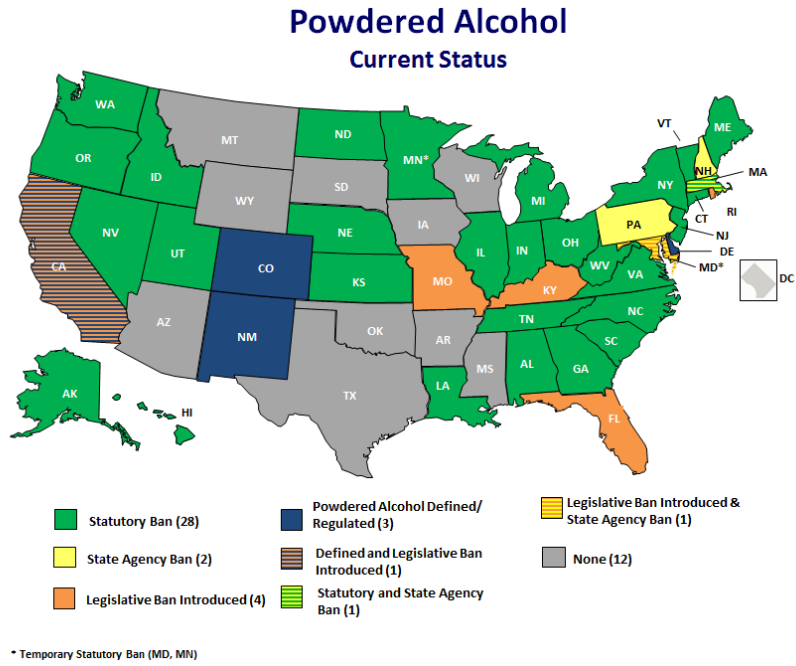 Powdered Alcohol
Current Status
WA
MT
ND
MN*
VT
ME
OR
ID
SD
WI
NH
MA
WY
MI
NY
IA
CT
RI
NV
NE
PA
NJ
UT
IL
IN
OH
DE
CA
CO
WV
MD*
DC
KS
MO
VA
KY
NC
AZ
NM
OK
TN
AR
SC
MS
AL
GA
TX
LA
AK
HI
FL
Statutory Ban (28)
State Agency Ban (2)
Legislative Ban Introduced (4)
Powdered Alcohol Defined/
Regulated (3)
Defined and Legislative Ban
Introduced (1)
Statutory and State Agency
Ban (1)
Legislative Ban Introduced &
State Agency Ban (1)
None (12)
* Temporary Statutory Ban (MD, MN)